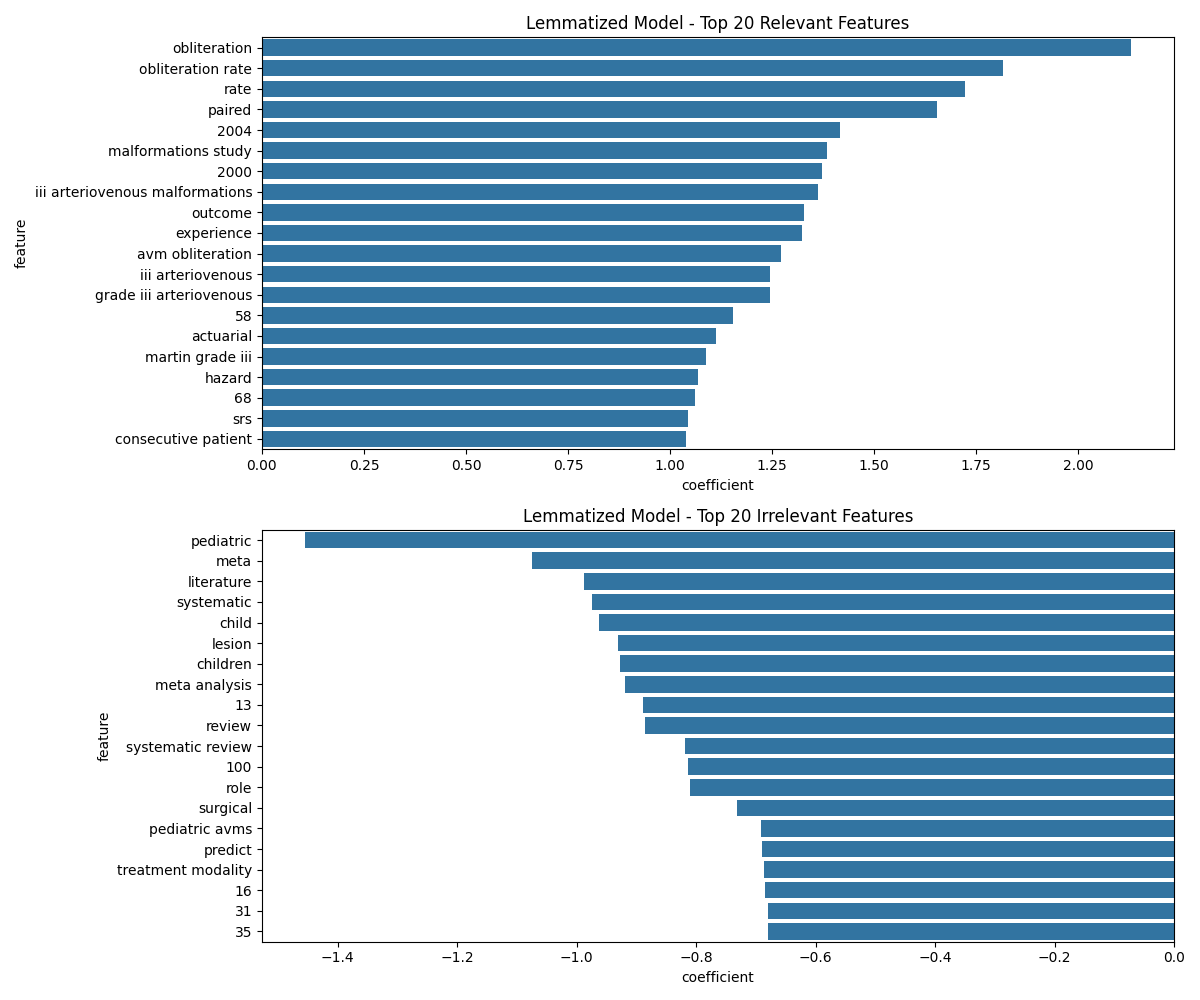 Lemmatized Model - Top 20 Relevant Features
obliteration
obliteration rate
rate
paired
2004
malformations study
2000
iii arteriovenous malformations
outcome
experience
avm obliteration
iii arteriovenous
grade iii arteriovenous
58
actuarial
martin grade iii
hazard
68
srs
consecutive patient
feature
0.00 0.25 0.50 0.75 1.00 1.25 1.50 1.75 2.00
coefficient
Lemmatized Model - Top 20 Irrelevant Features
pediatric
meta
literature
systematic
child
lesion
children
meta analysis
13
review
systematic review
100
role
surgical
pediatric avms
predict
treatment modality
16
31
35
feature
−1.4 −1.2 −1.0 −0.8 −0.6 −0.4 −0.2 0.0
coefficient